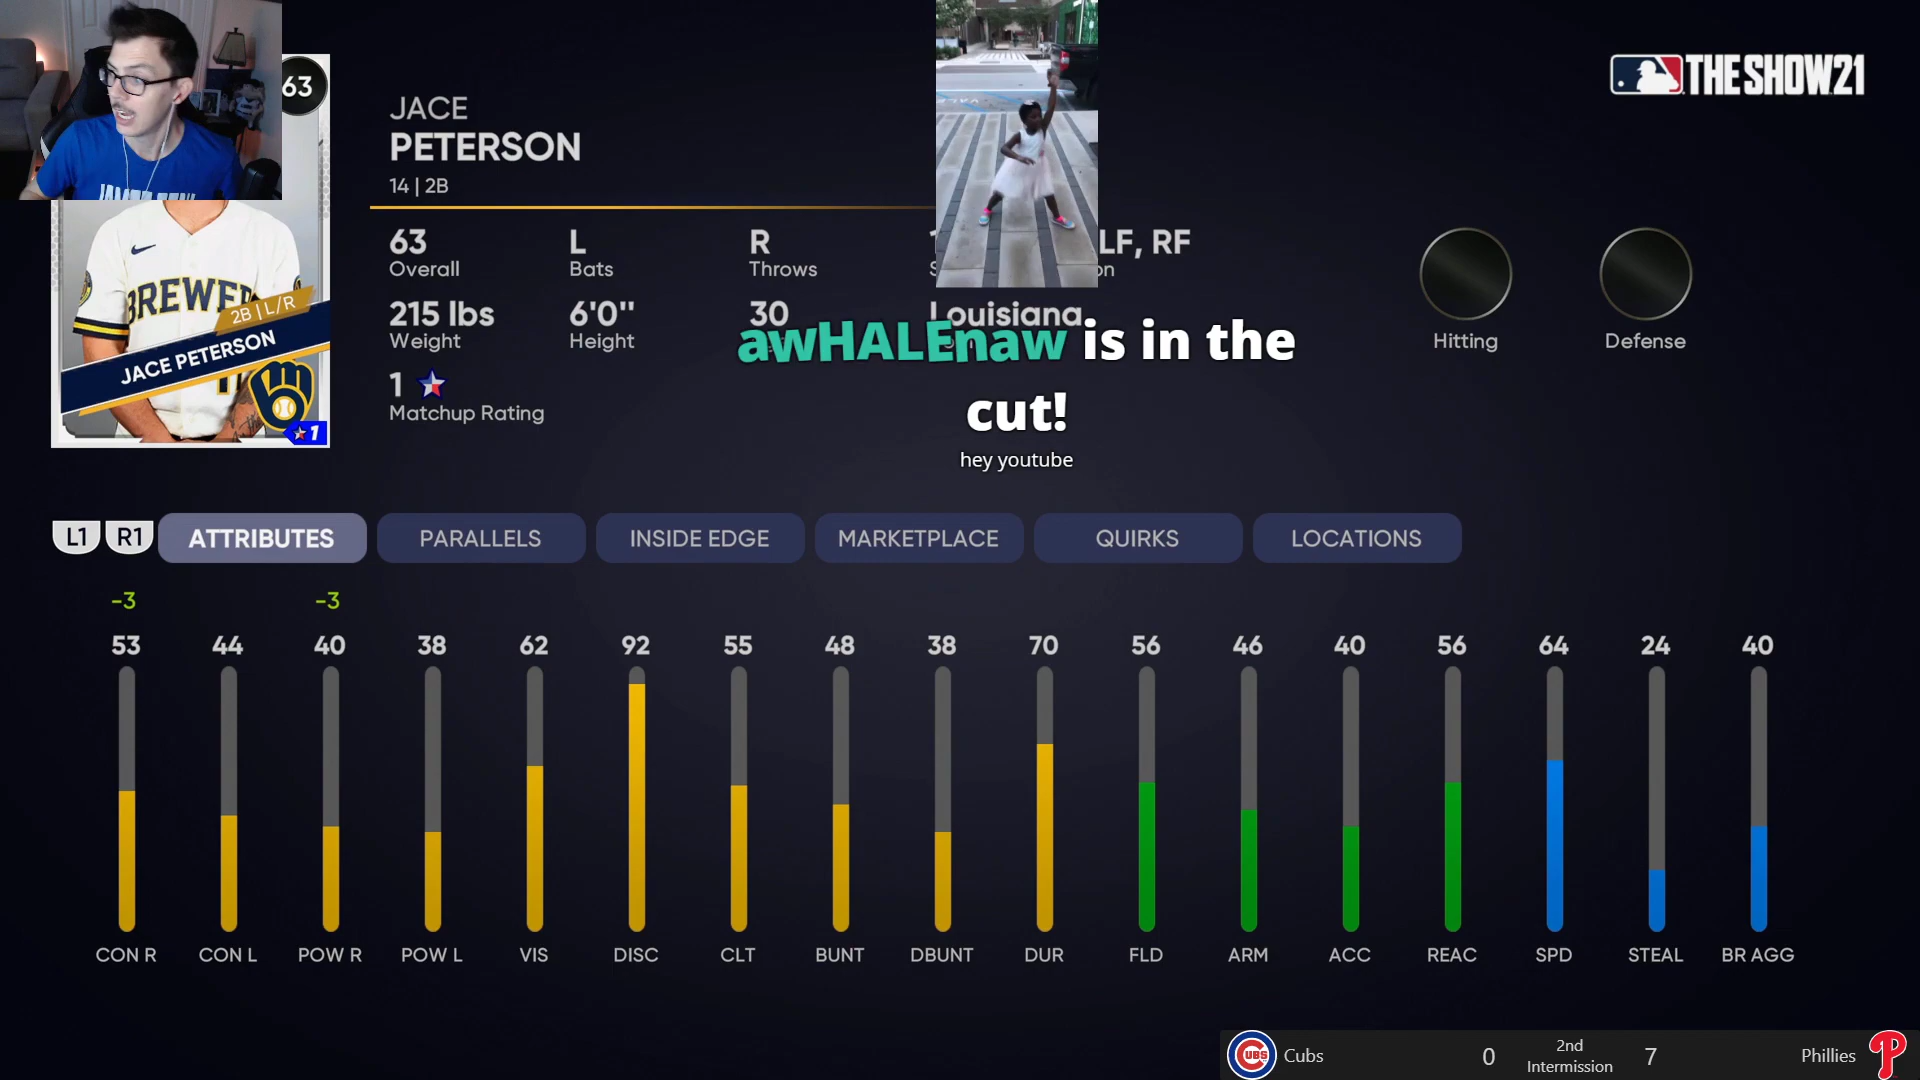 63
THE SHOW 21
JACE
PETERSON
14 | 2B
63 L R LF, RF
Overall Bats Throws
215 lbs 6'0" 30 Louisiana
Weight Height
awHALEnaw is in the
cut!
hey youtube
1
Matchup Rating
Hitting Defense
BREWER
2B | L/R
JACE PETERSON
1
L1 R1 ATTRIBUTES PARALLELS INSIDE EDGE MARKETPLACE QUIRKS LOCATIONS
-3 -3
53 44 40 38 62 92 55 48 38 70 56 46 40 56 64 24 40
CON R CON L POW R POW L VIS DISC CLT BUNT DBUNT DUR FLD ARM ACC REAC SPD STEAL BR AGG
CUBS Cubs 0 2nd Intermission 7 Phillies P